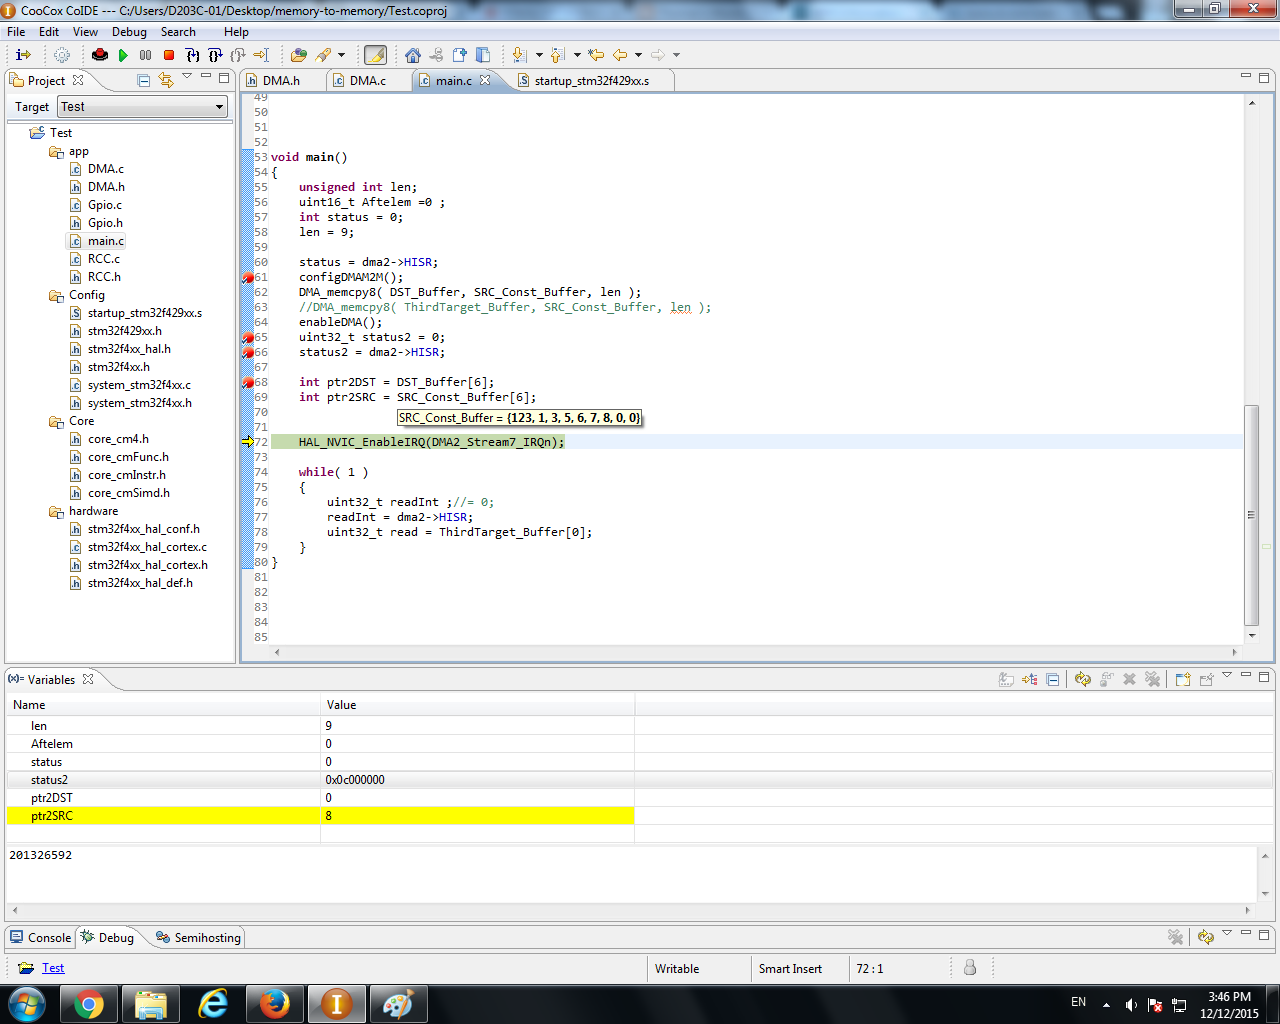 CooCox CoIDE --- C:/Users/D203C-01/Desktop/memory-to-memory/Test.coproj
File Edit View Debug Search Help
Project
Target Test
Test
app
DMA.c
DMA.h
Gpio.c
Gpio.h
main.c
RCC.c
RCC.h
Config
startup_stm32f429xx.s
stm32f429xx.h
stm32f4xx_hal.h
stm32f4xx.h
system_stm32f4xx.c
system_stm32f4xx.h
Core
core_cm4.h
core_cmFunc.h
core_cmInstr.h
core_cmSimd.h
hardware
stm32f4xx_hal_conf.h
stm32f4xx_hal_cortex.c
stm32f4xx_hal_cortex.h
stm32f4xx_hal_def.h
DMA.h DMA.c main.c startup_stm32f429xx.s
49
50
51
52
53 void main()
54 {
55 unsigned int len;
56 uint16_t Aftelem =0 ;
57 int status = 0;
58 len = 9;
59
60 status = dma2->HISR;
61 configDMAM2M();
62 DMA_memcpy8( DST_Buffer, SRC_Const_Buffer, len );
63 //DMA_memcpy8( ThirdTarget_Buffer, SRC_Const_Buffer, len );
64 enableDMA();
65 uint32_t status2 = 0;
66 status2 = dma2->HISR;
67
68 int ptr2DST = DST_Buffer[6];
69 int ptr2SRC = SRC_Const_Buffer[6];
70
SRC_Const_Buffer = {123, 1, 3, 5, 6, 7, 8, 0, 0}
71
72 HAL_NVIC_EnableIRQ(DMA2_Stream7_IRQn);
73
74 while( 1 )
75 {
76 uint32_t readInt ;//= 0;
77 readInt = dma2->HISR;
78 uint32_t read = ThirdTarget_Buffer[0];
79 }
80 }
81
82
83
84
85
(x)= Variables
Name Value
len 9
Aftelem 0
status 0
status2 0x0c000000
ptr2DST 0
ptr2SRC 8
201326592
Console Debug Semihosting
Test Writable Smart Insert 72 : 1
EN 3:46 PM
12/12/2015